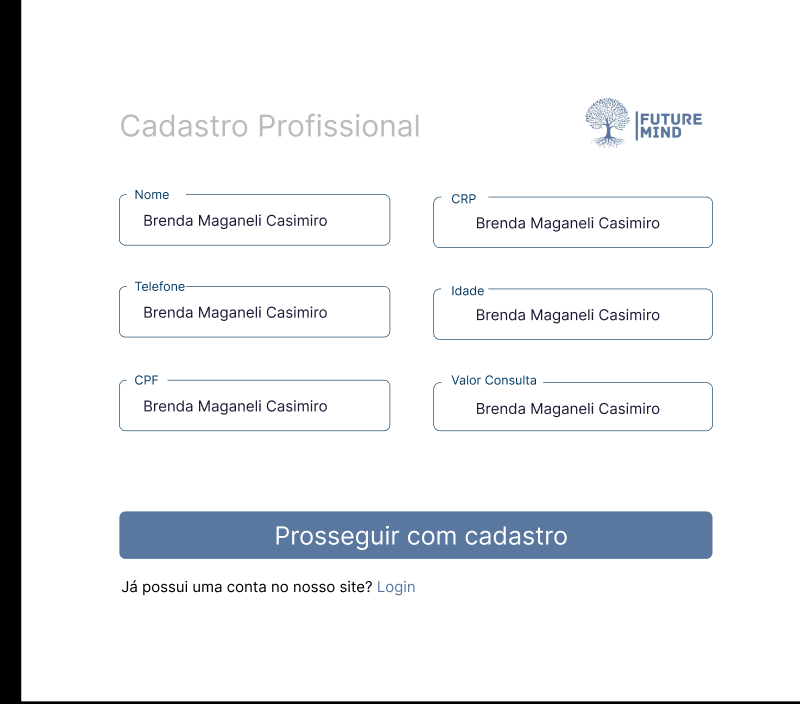 Cadastro Profissional
FUTURE
MIND
Nome
Brenda Maganeli Casimiro
CRP
Brenda Maganeli Casimiro
Telefone
Brenda Maganeli Casimiro
Idade
Brenda Maganeli Casimiro
CPF
Brenda Maganeli Casimiro
Valor Consulta
Brenda Maganeli Casimiro
Prosseguir com cadastro
Já possui uma conta no nosso site? Login